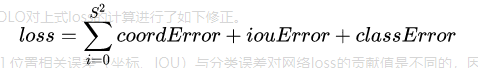 OLO对上式loss的计算进行了如下修正。
loss = \sum_{i=0}^{S^2} coordError + iouError + classError
位置相关误差（坐标、IOU）与分类误差对网络loss的贡献值是不同的，因